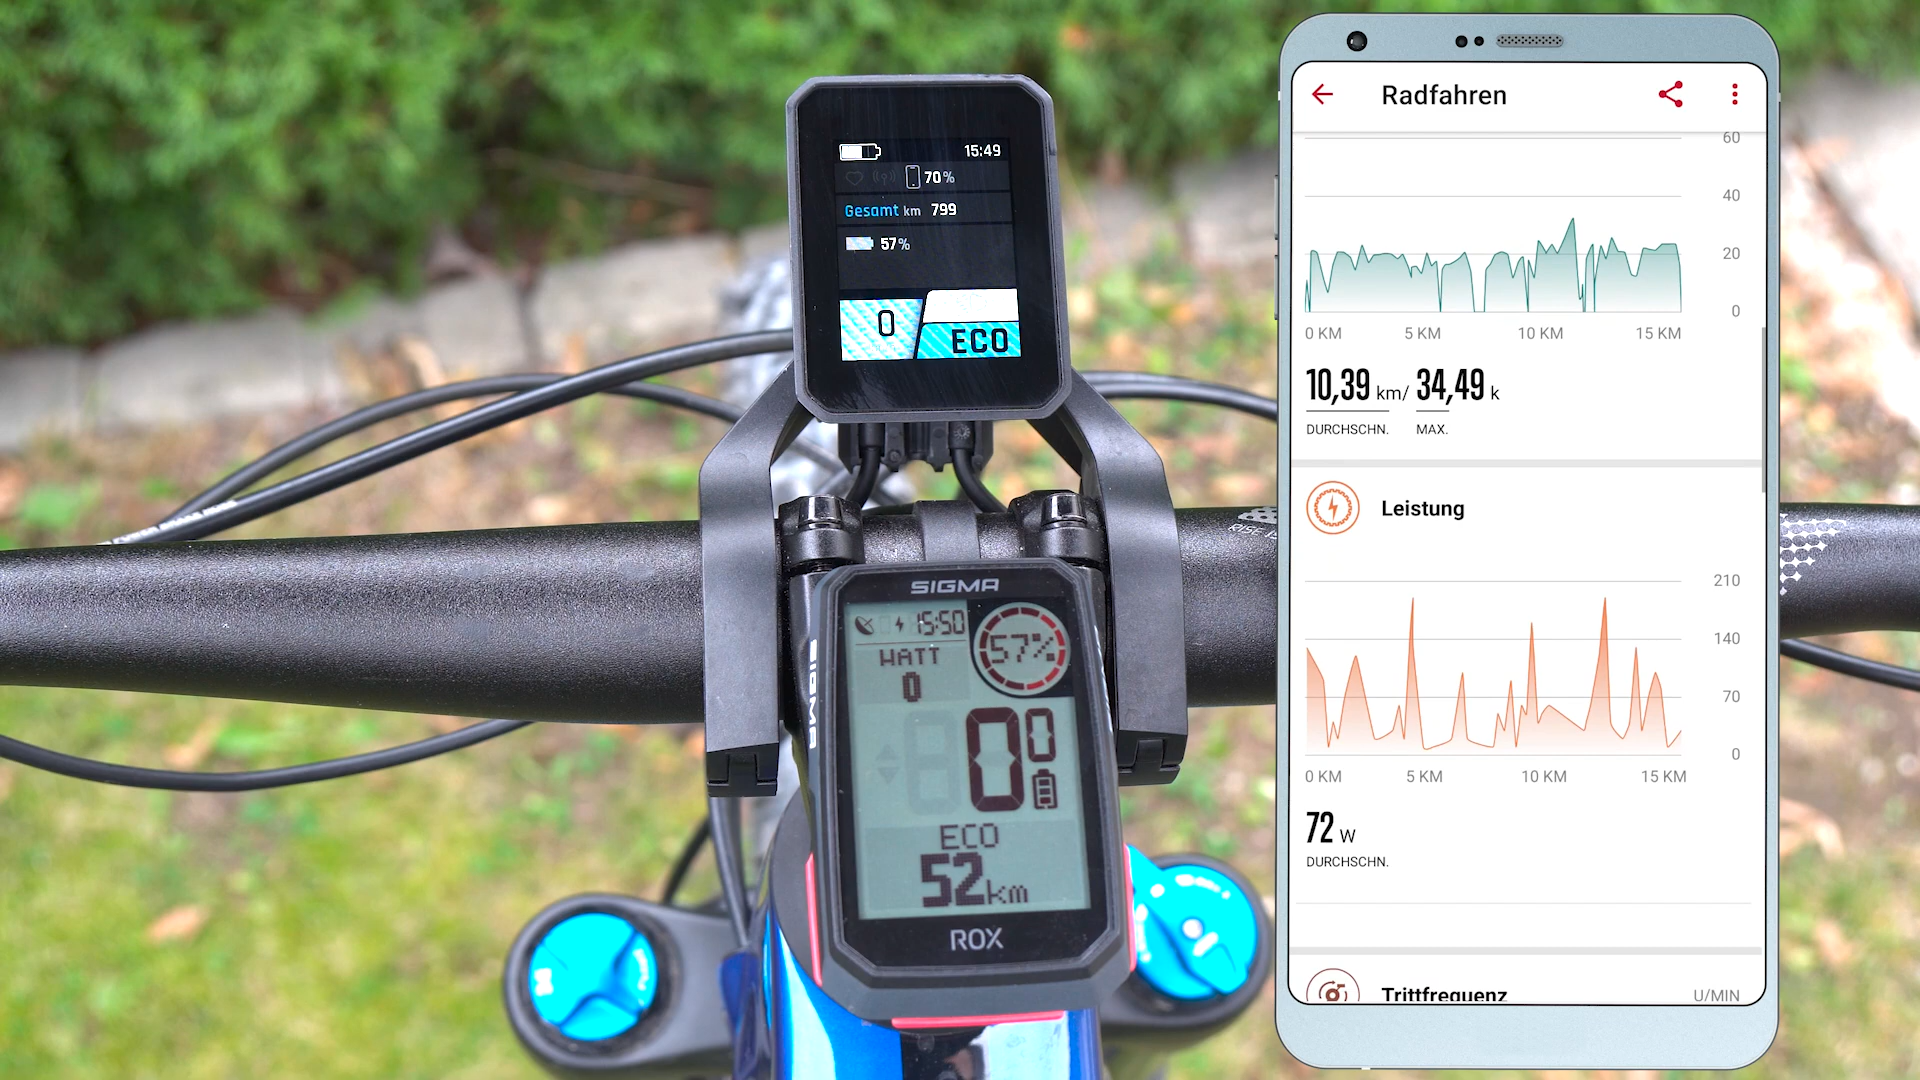 15:49
70%
Gesamt km 799
57%
0
ECO
RISE
SIGMA
15:50
57%
WATT
0
00
ECO
52km
ROX
SIGMA
Radfahren
60
40
20
0
0 KM 5 KM 10 KM 15 KM
10,39 km/ 34,49 k
DURCHSCHN. MAX.
Leistung
210
140
70
0
0 KM 5 KM 10 KM 15 KM
72 W
DURCHSCHN.
Trittfrequenz U/MIN